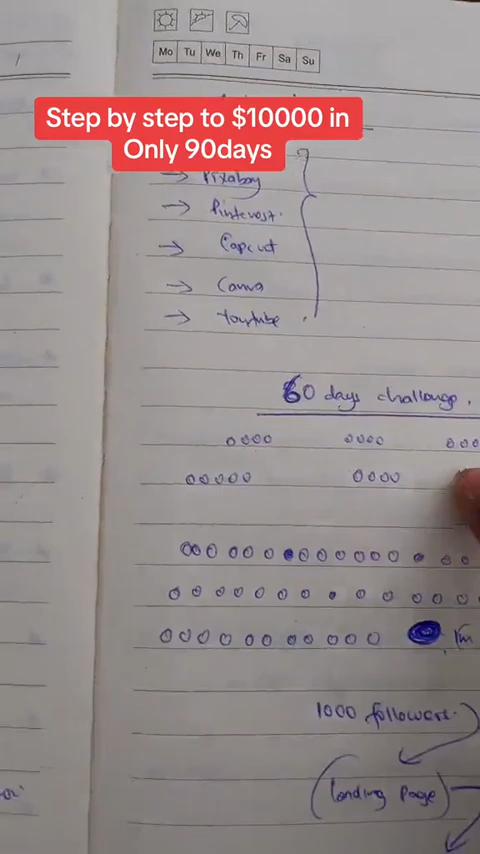 Mo Tu We Th Fr Sa Su
Step by step to $10000 in
Only 90days
→ Pixabay
→ Pinterest.
→ Capcut
→ Canva
→ Youtube
60 days challenge.
I'm
1000 followers.
(landing page)